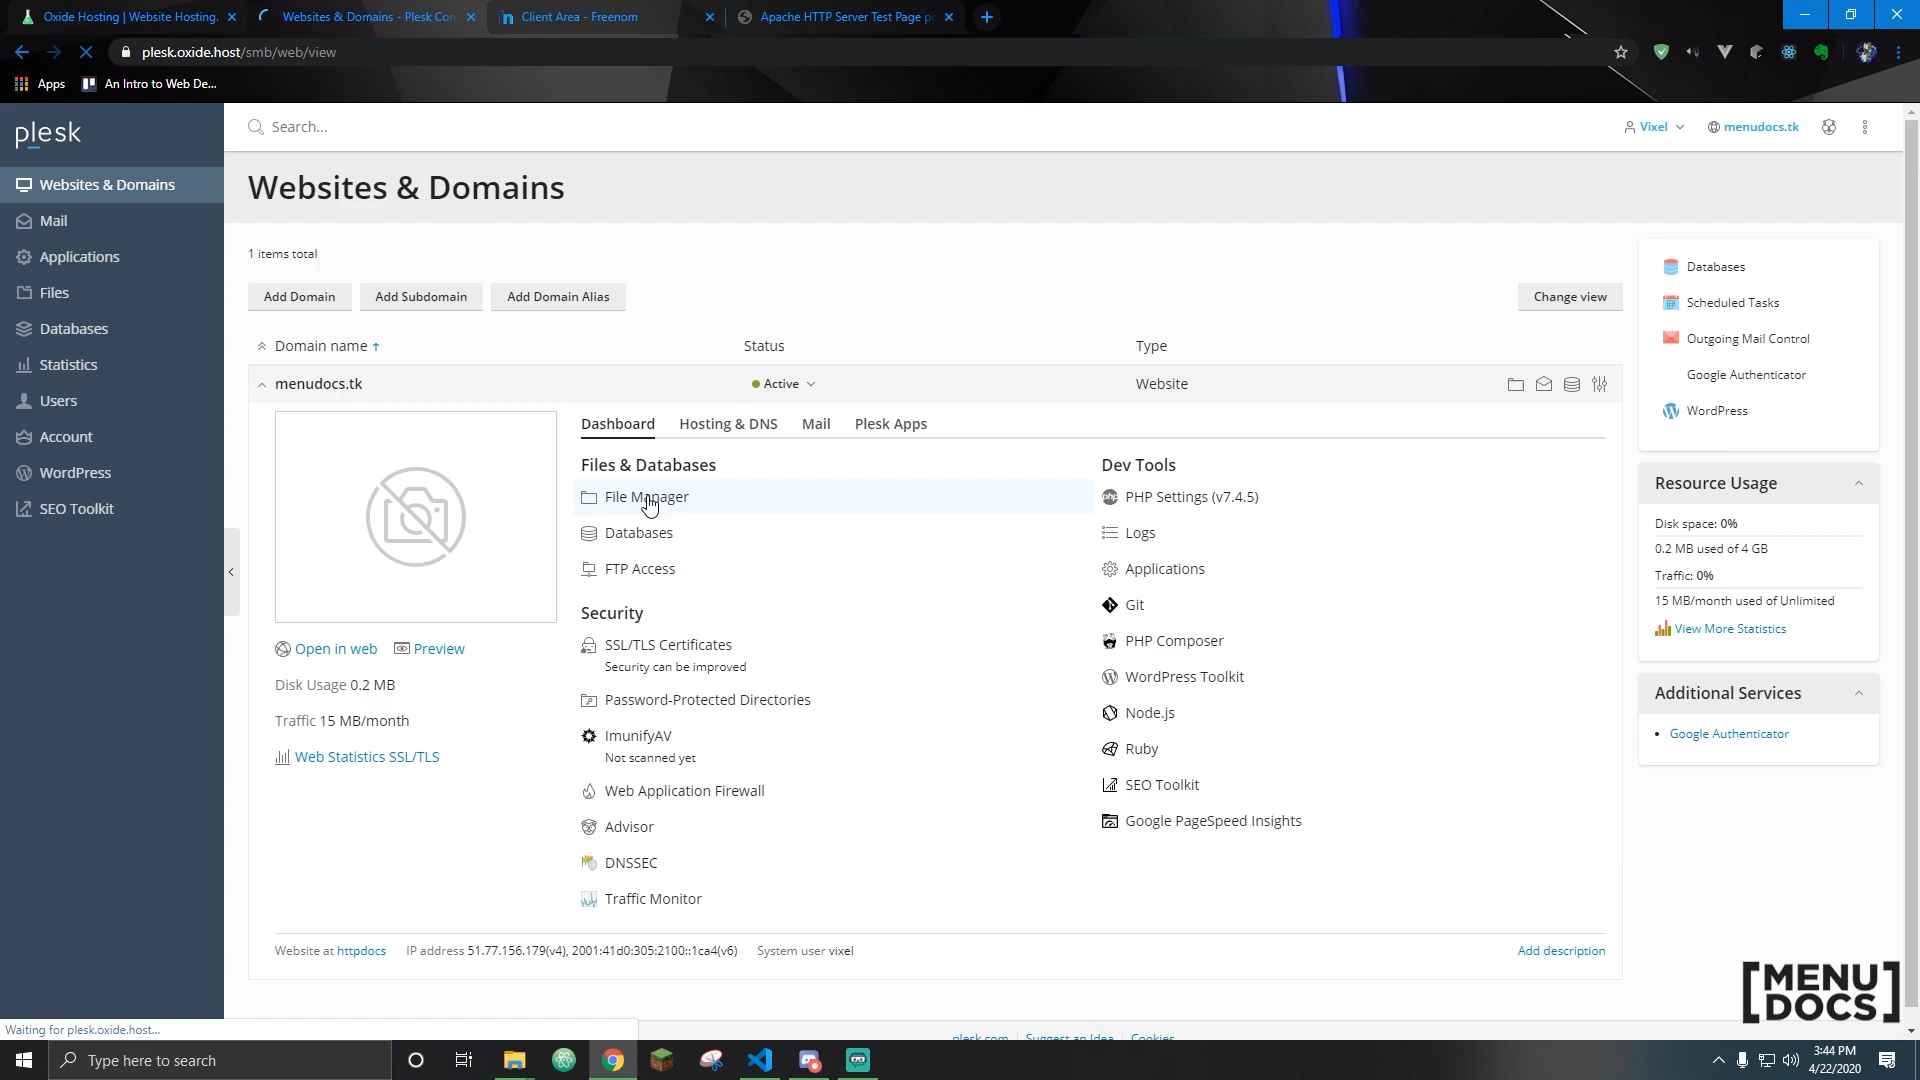 Oxide Hosting | Website Hosting.
Websites & Domains - Plesk Con
Client Area - Freenom
Apache HTTP Server Test Page po
plesk.oxide.host/smb/web/view
Apps
An Intro to Web De...
plesk
Search...
Vixel
menudocs.tk
Websites & Domains
Mail
Applications
Files
Databases
Statistics
Users
Account
WordPress
SEO Toolkit
Websites & Domains
1 items total
Add Domain
Add Subdomain
Add Domain Alias
Change view
Domain name ↑
Status
Type
menudocs.tk
Active
Website
Dashboard
Hosting & DNS
Mail
Plesk Apps
Files & Databases
File Manager
Databases
FTP Access
Security
SSL/TLS Certificates
Security can be improved
Password-Protected Directories
ImunifyAV
Not scanned yet
Web Application Firewall
Advisor
DNSSEC
Traffic Monitor
Dev Tools
PHP Settings (v7.4.5)
Logs
Applications
Git
PHP Composer
WordPress Toolkit
Node.js
Ruby
SEO Toolkit
Google PageSpeed Insights
Open in web
Preview
Disk Usage 0.2 MB
Traffic 15 MB/month
Web Statistics SSL/TLS
Website at httpdocs
IP address 51.77.156.179(v4), 2001:41d0:305:2100::1ca4(v6)
System user vixel
Add description
Databases
Scheduled Tasks
Outgoing Mail Control
Google Authenticator
WordPress
Resource Usage
Disk space: 0%
0.2 MB used of 4 GB
Traffic: 0%
15 MB/month used of Unlimited
View More Statistics
Additional Services
• Google Authenticator
[MENU
DOCS]
Waiting for plesk.oxide.host...
plesk.com
Suggest an Idea
Cookies
Type here to search
3:44 PM
4/22/2020